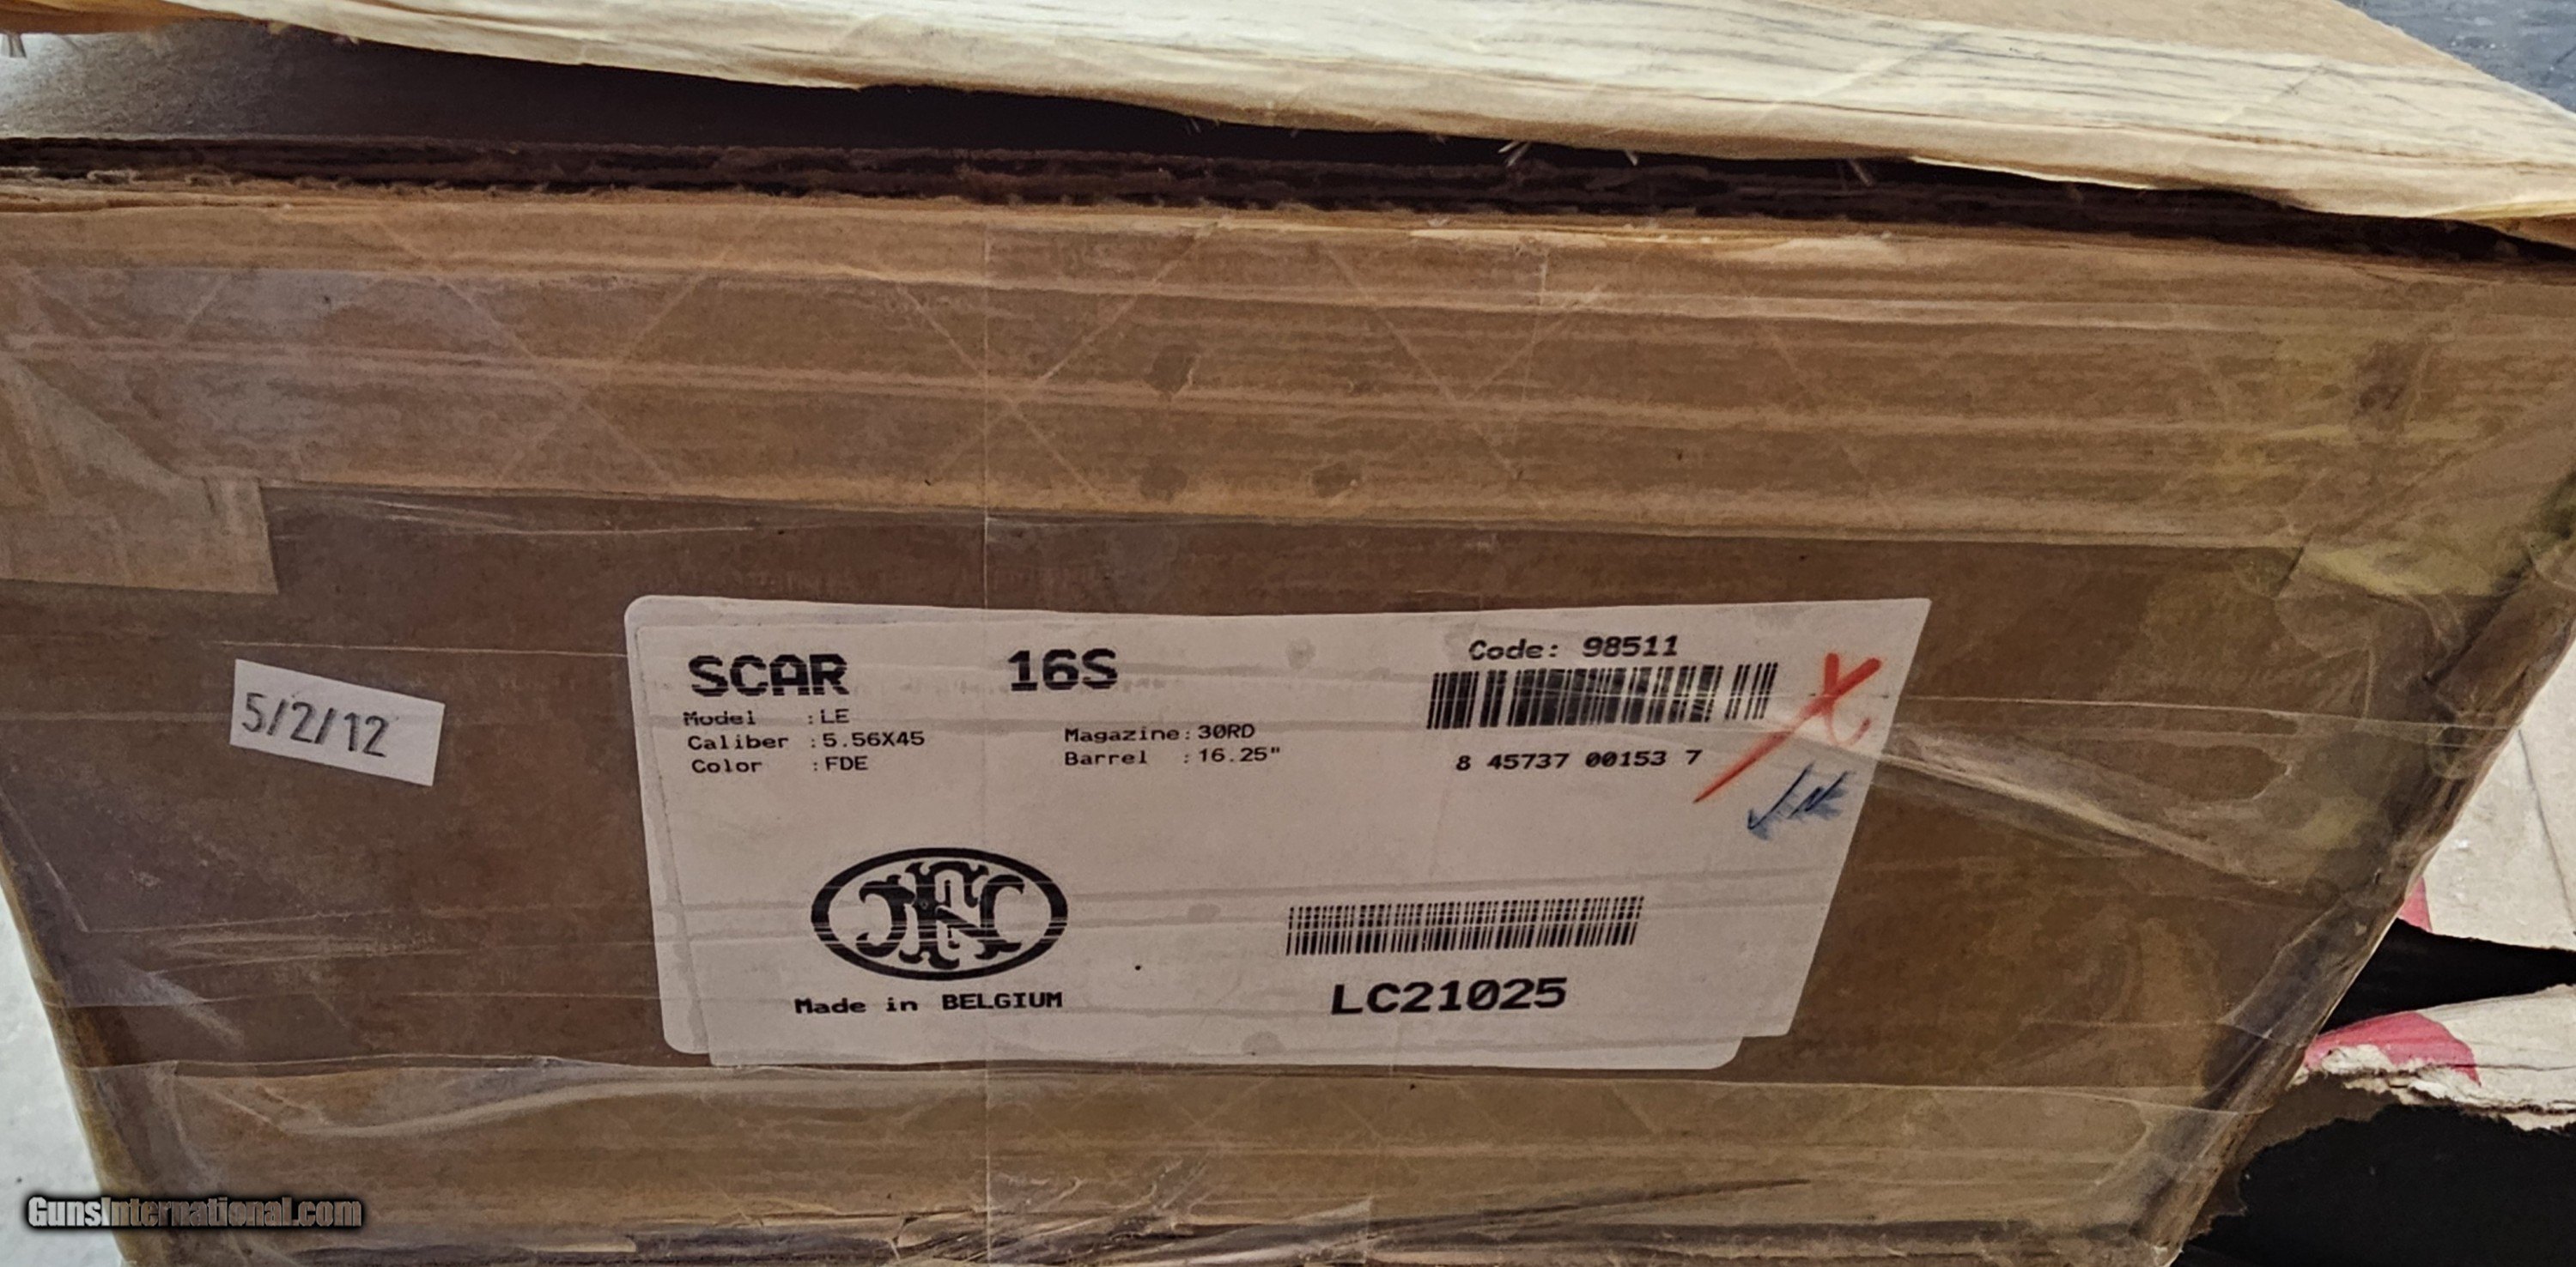 5/2/12
SCAR 16S
Model :LE
Caliber :5.56X45
Color :FDE
Magazine:30RD
Barrel :16.25"
Code: 98511
8 45737 00153 7
FN
Made in BELGIUM
LC21025
GunsInternational.com